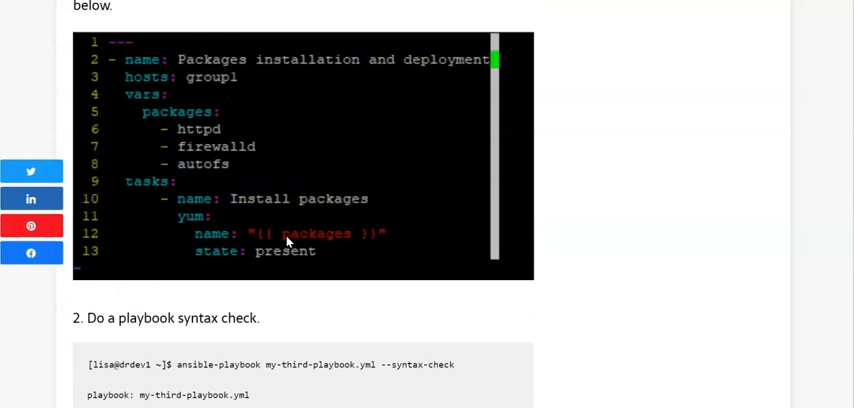 below.
1 ---
2 - name: Packages installation and deployment
3 hosts: group1
4 vars:
5 packages:
6 - httpd
7 - firewalld
8 - autofs
9 tasks:
10 - name: Install packages
11 yum:
12 name: "{{ packages }}"
13 state: present
~
2. Do a playbook syntax check.
[lisa@drdev1 ~]$ ansible-playbook my-third-playbook.yml --syntax-check
playbook: my-third-playbook.yml